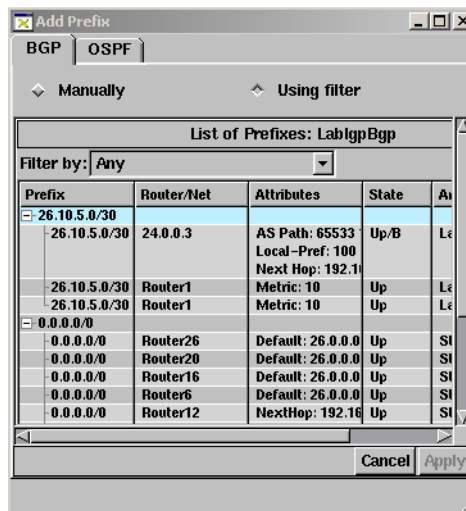 Add Prefix
BGP OSPF
Manually Using filter
List of Prefixes: LabIgpBgp
Filter by: Any
Prefix Router/Net Attributes State
26.10.5.0/30
26.10.5.0/30 24.0.0.3 AS Path: 65533 Up/B
Local-Pref: 100
Next Hop: 192.1
26.10.5.0/30 Router1 Metric: 10 Up
26.10.5.0/30 Router1 Metric: 10 Up
0.0.0.0/0
0.0.0.0/0 Router26 Default: 26.0.0.0 Up
0.0.0.0/0 Router20 Default: 26.0.0.0 Up
0.0.0.0/0 Router16 Default: 26.0.0.0 Up
0.0.0.0/0 Router6 Default: 26.0.0.0 Up
0.0.0.0/0 Router12 NextHop: 192.16 Up
Cancel Apply